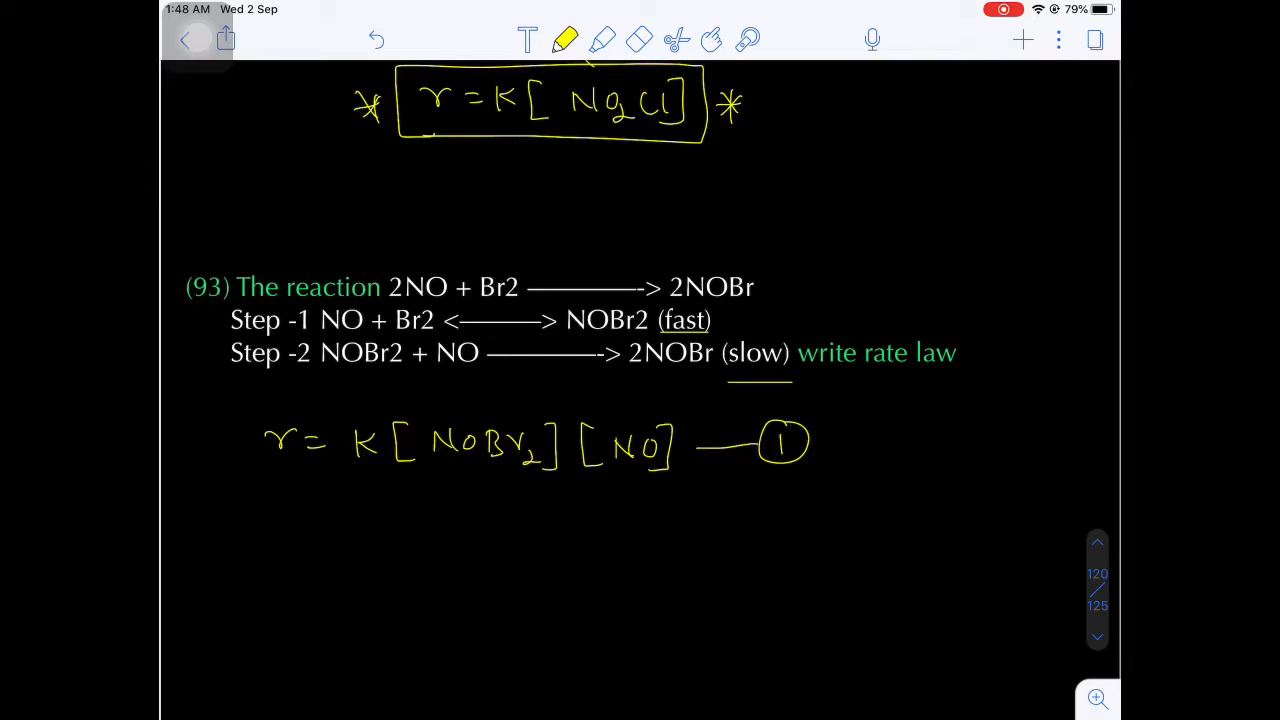 1:48 AM Wed 2 Sep 79%
T
* r = K [ NO2Cl ] *
(93) The reaction 2NO + Br2 ————————-> 2NOBr
Step -1 NO + Br2 <————> NOBr2 (fast)
Step -2 NOBr2 + NO —————-> 2NOBr (slow) write rate law
r = K [ NOBr2 ] [ NO ] — 1
120
125